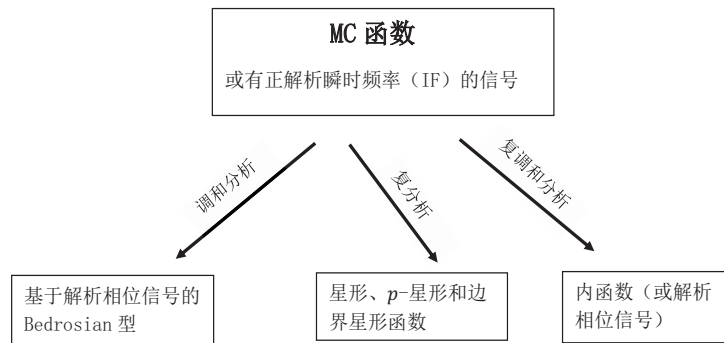 MC 函数
或有正解析瞬时频率（IF）的信号
调和分析
复分析
复调和分析
基于解析相位信号的
Bedrosian 型
星形、p-星形和边
界星形函数
内函数（或解析
相位信号）